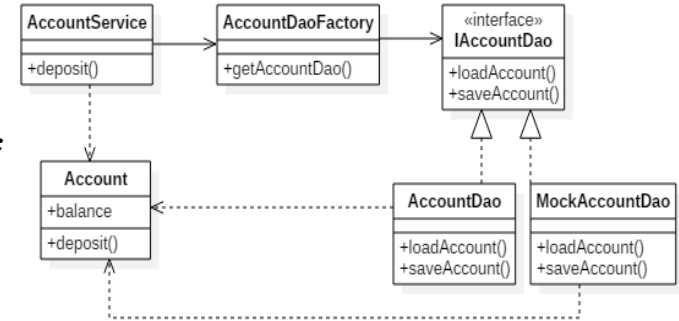 AccountService
+deposit()
AccountDaoFactory
+getAccountDao()
«interface»
IAccountDao
+loadAccount()
+saveAccount()
Account
+balance
+deposit()
AccountDao
+loadAccount()
+saveAccount()
MockAccountDao
+loadAccount()
+saveAccount()